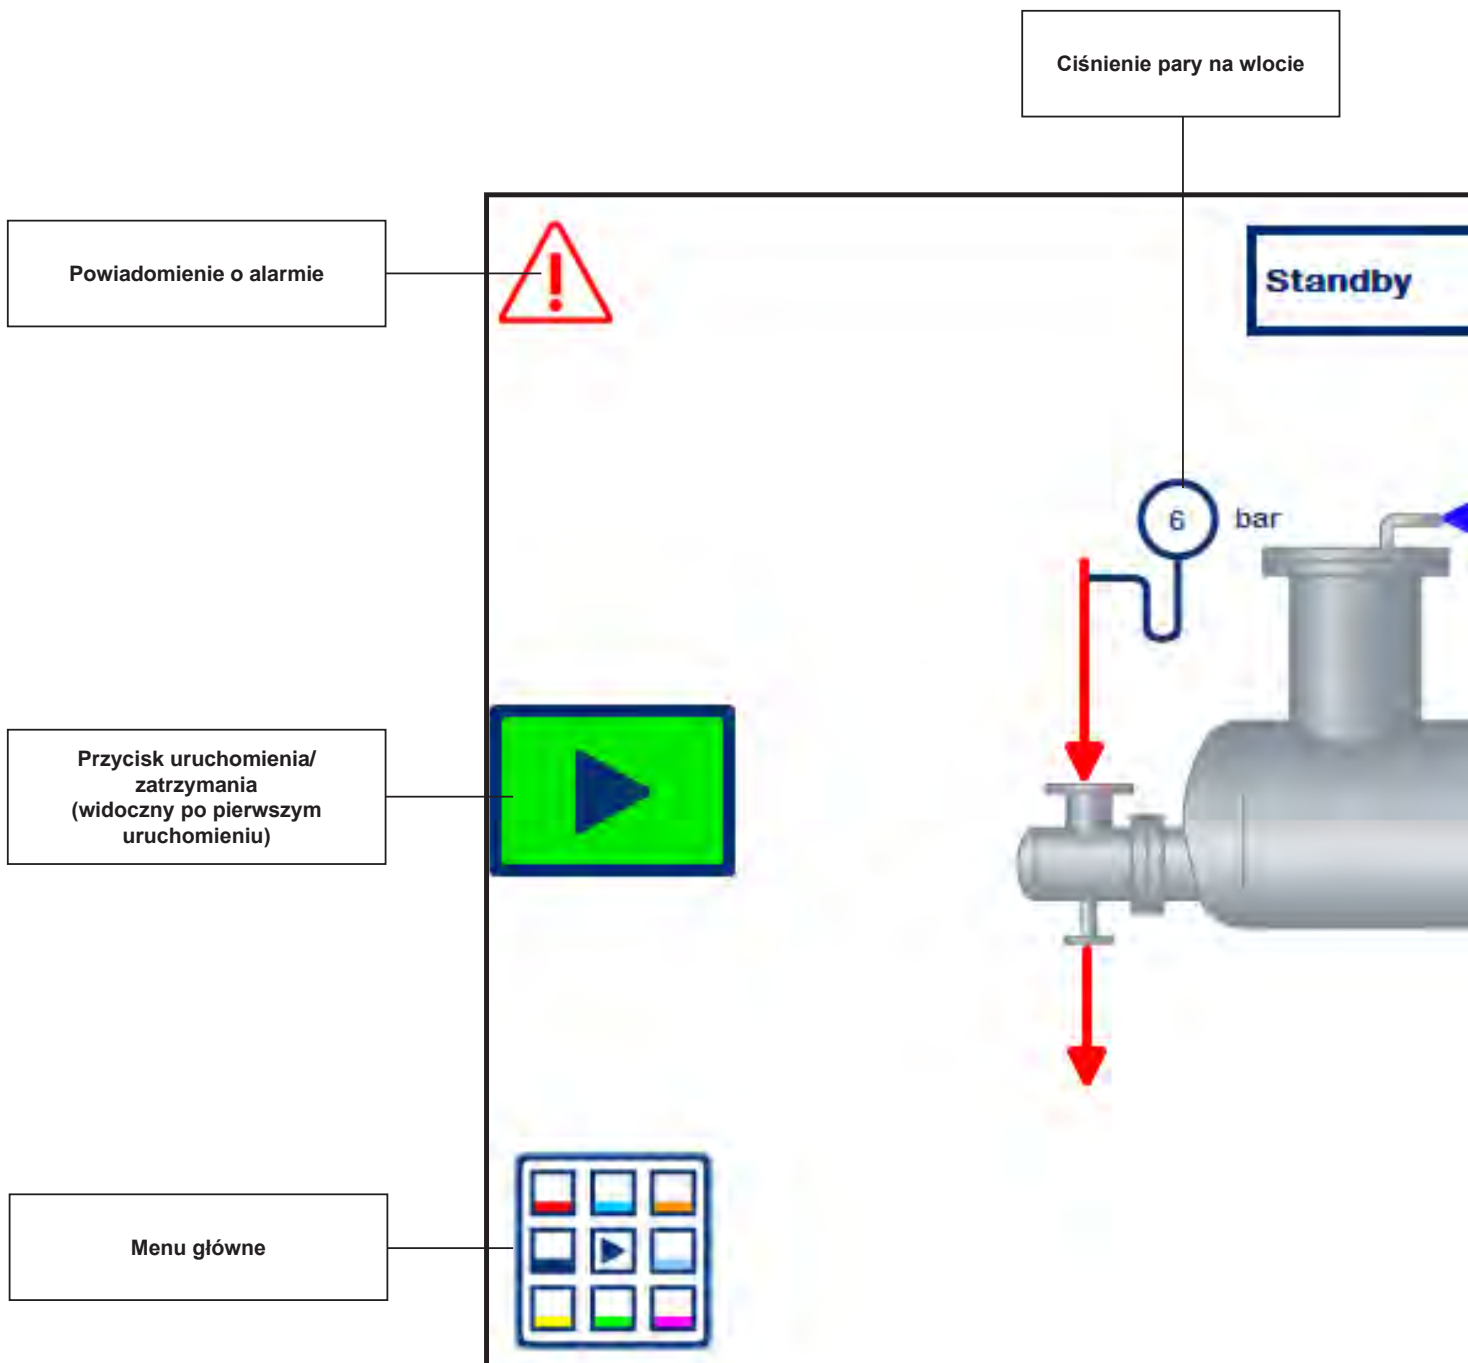 Ciśnienie pary na wlocie
Powiadomienie o alarmie
Standby
6 bar
Przycisk uruchomienia/
zatrzymania
(widoczny po pierwszym
uruchomieniu)
Menu główne